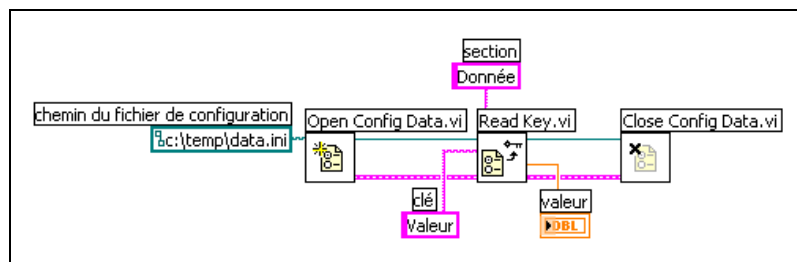 section
Donnée
chemin du fichier de configuration
c:\temp\data.ini
Open Config Data.vi
Read Key.vi
Close Config Data.vi
clé
Valeur
valeur
DBL